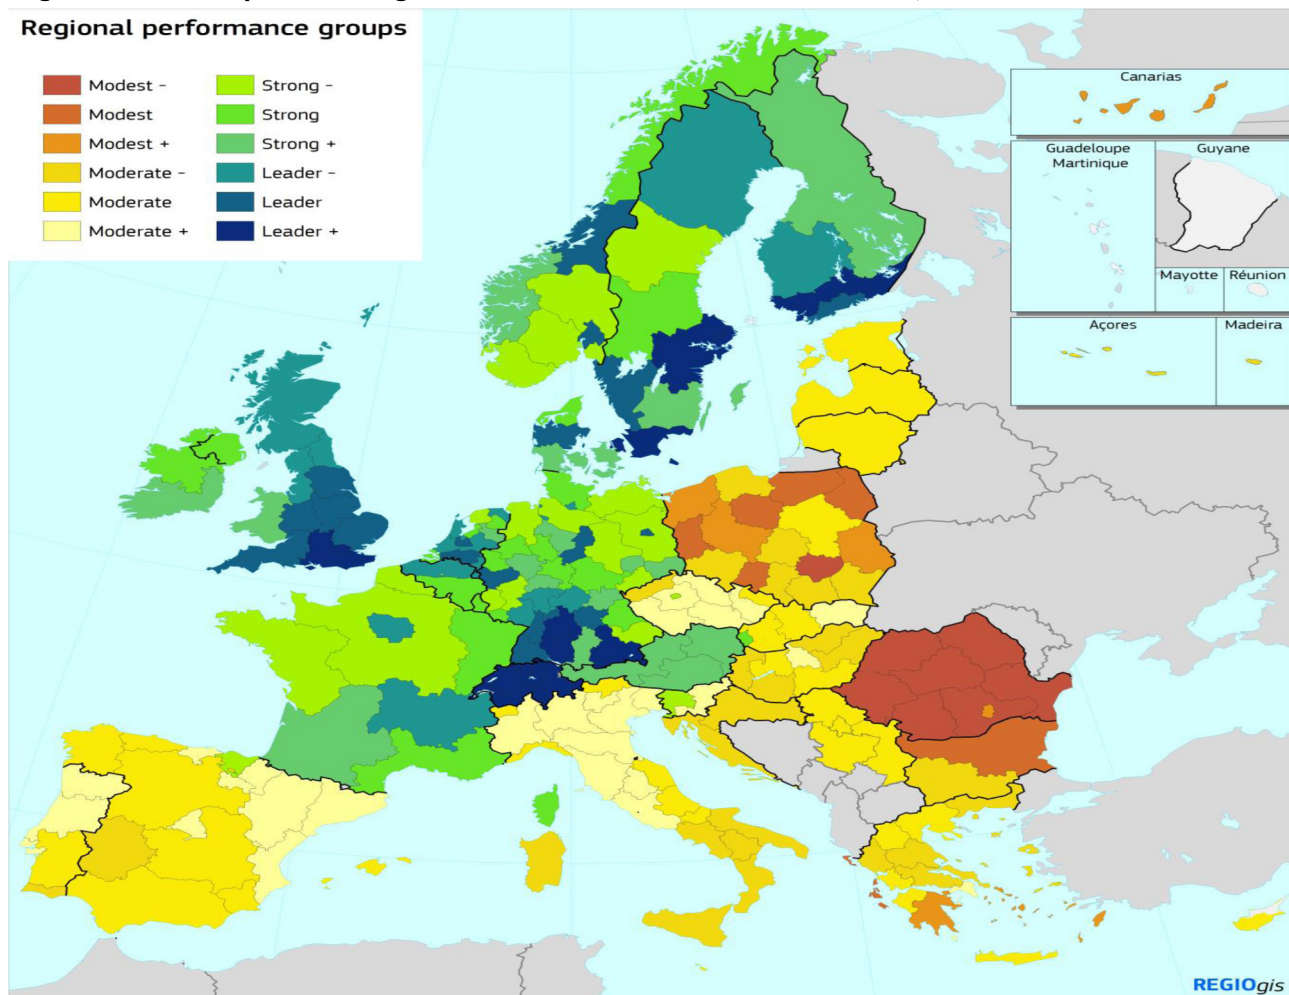 Regional performance groups
Modest -
Modest
Modest +
Moderate -
Moderate
Moderate +
Strong -
Strong
Strong +
Leader -
Leader
Leader +
Canarias
Guadeloupe
Martinique
Guyane
Mayotte
Réunion
Açores
Madeira
REGIOgis